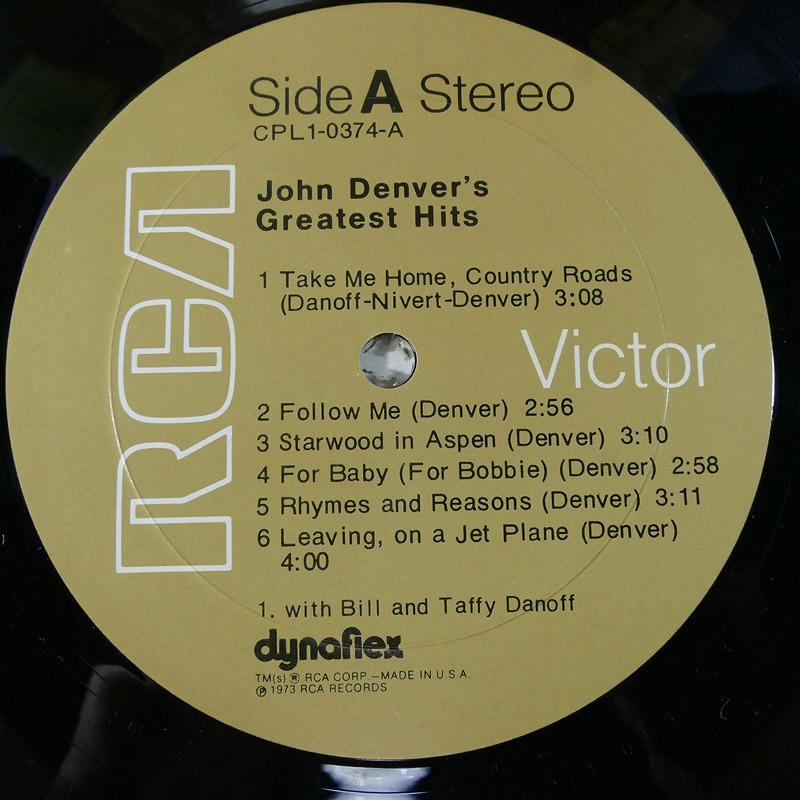 Side A Stereo
CPL1-0374-A
RCA
John Denver's
Greatest Hits
1 Take Me Home, Country Roads
(Danoff-Nivert-Denver) 3:08
Victor
2 Follow Me (Denver) 2:56
3 Starwood in Aspen (Denver) 3:10
4 For Baby (For Bobbie) (Denver) 2:58
5 Rhymes and Reasons (Denver) 3:11
6 Leaving, on a Jet Plane (Denver)
4:00
1. with Bill and Taffy Danoff
dynaflex
TM(s) ® RCA CORP.—MADE IN U.S.A.
℗ 1973 RCA RECORDS